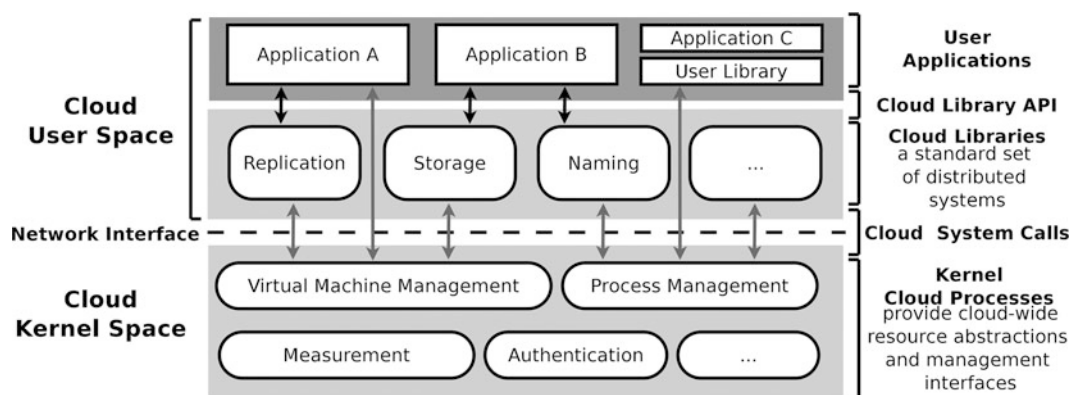 Cloud
User Space
Application A
Application B
Application C
User Library
User
Applications
Cloud Library API
Replication
Storage
Naming
...
Cloud Libraries
a standard set
of distributed
systems
Network Interface
Cloud System Calls
Cloud
Kernel Space
Virtual Machine Management
Process Management
Measurement
Authentication
...
Kernel
Cloud Processes
provide cloud-wide
resource abstractions
and management
interfaces